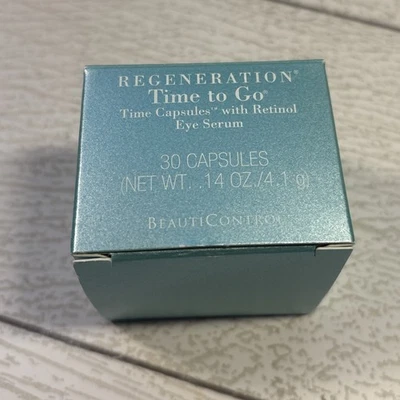 REGENERATION®
Time to Go®
Time Capsules™ with Retinol
Eye Serum
30 CAPSULES
(NET WT. .14 OZ./4.1 g)
BEAUTICONTROL